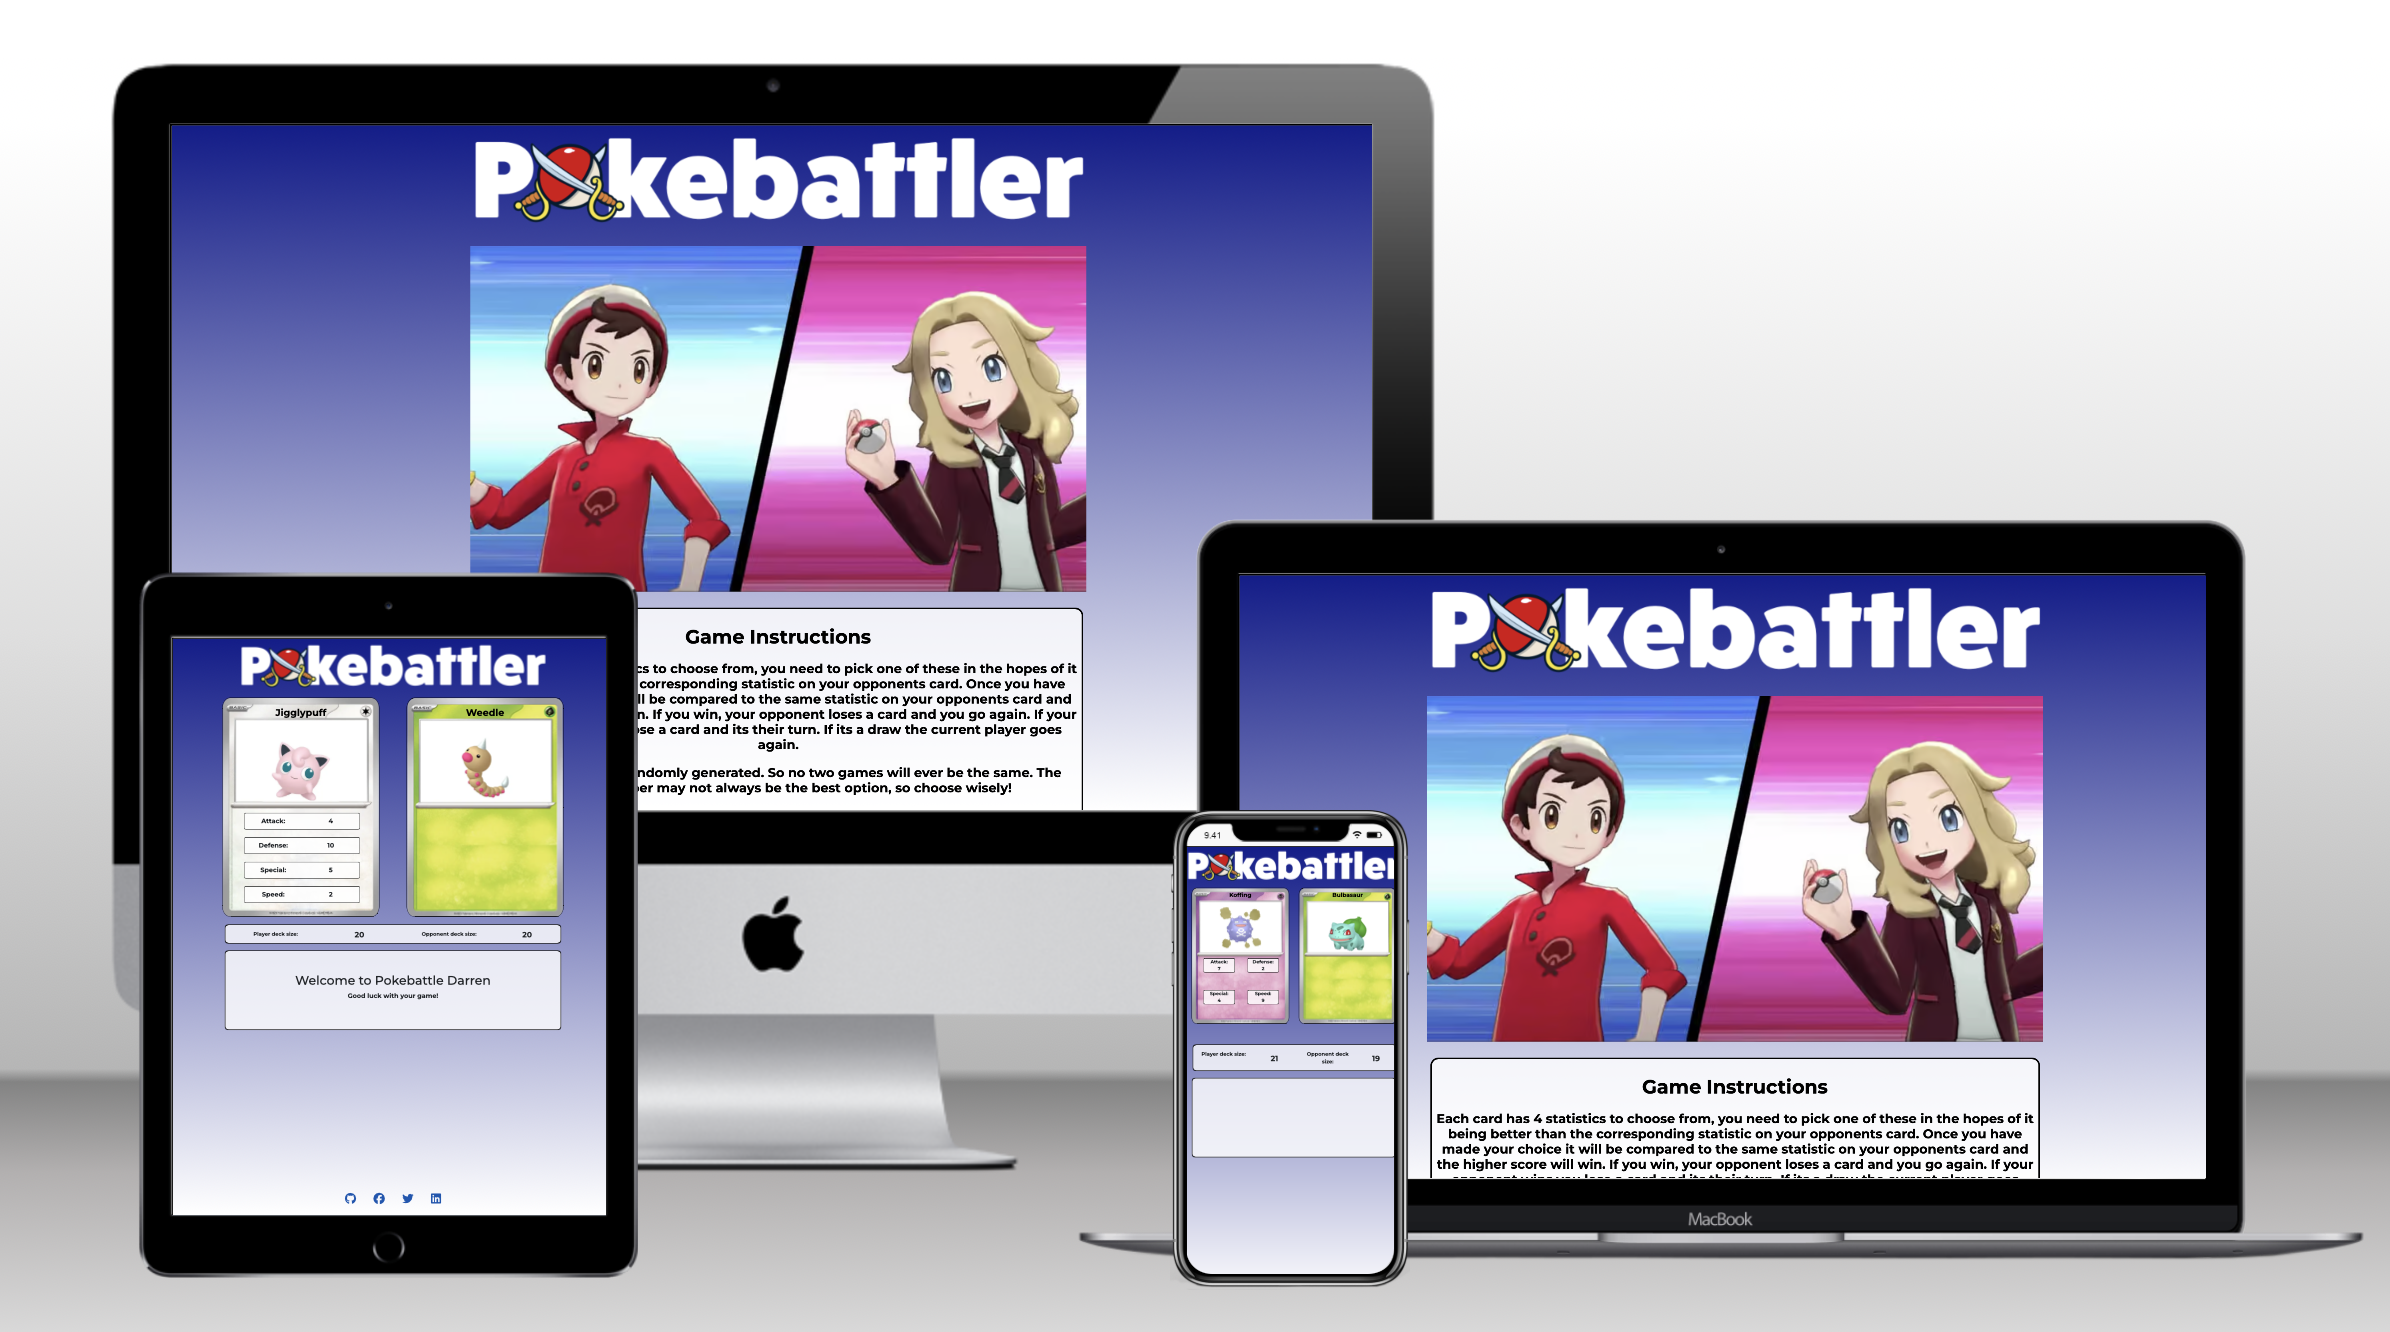 Pokebattler
Game Instructions
cs to choose from, you need to pick one of these in the hopes of it
corresponding statistic on your opponents card. Once you have
ll be compared to the same statistic on your opponents card and
n. If you win, your opponent loses a card and you go again. If your
se a card and its their turn. If its a draw the current player goes
again.
ndomly generated. So no two games will ever be the same. The
er may not always be the best option, so choose wisely!
Pokebattler
BASIC
Jigglypuff
BASIC
Weedle
Attack: 4
Defense: 10
Special: 5
Speed: 2
Player deck size: 20
Opponent deck size: 20
Welcome to Pokebattle Darren
Good luck with your game!
9.41
Pokebattler
Koffing
Bulbasaur
Attack:
7
Defense:
2
Special:
4
Speed:
9
Player deck size: 21
Opponent deck
size:
19
Pokebattler
Game Instructions
Each card has 4 statistics to choose from, you need to pick one of these in the hopes of it
being better than the corresponding statistic on your opponents card. Once you have
made your choice it will be compared to the same statistic on your opponents card and
the higher score will win. If you win, your opponent loses a card and you go again. If your
MacBook